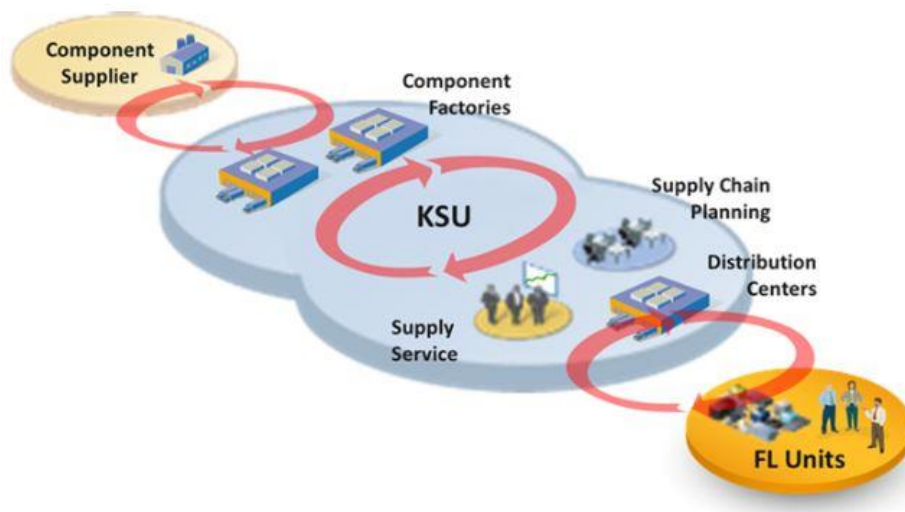 Component
Supplier
Component
Factories
KSU
Supply Chain
Planning
Distribution
Centers
Supply
Service
FL Units